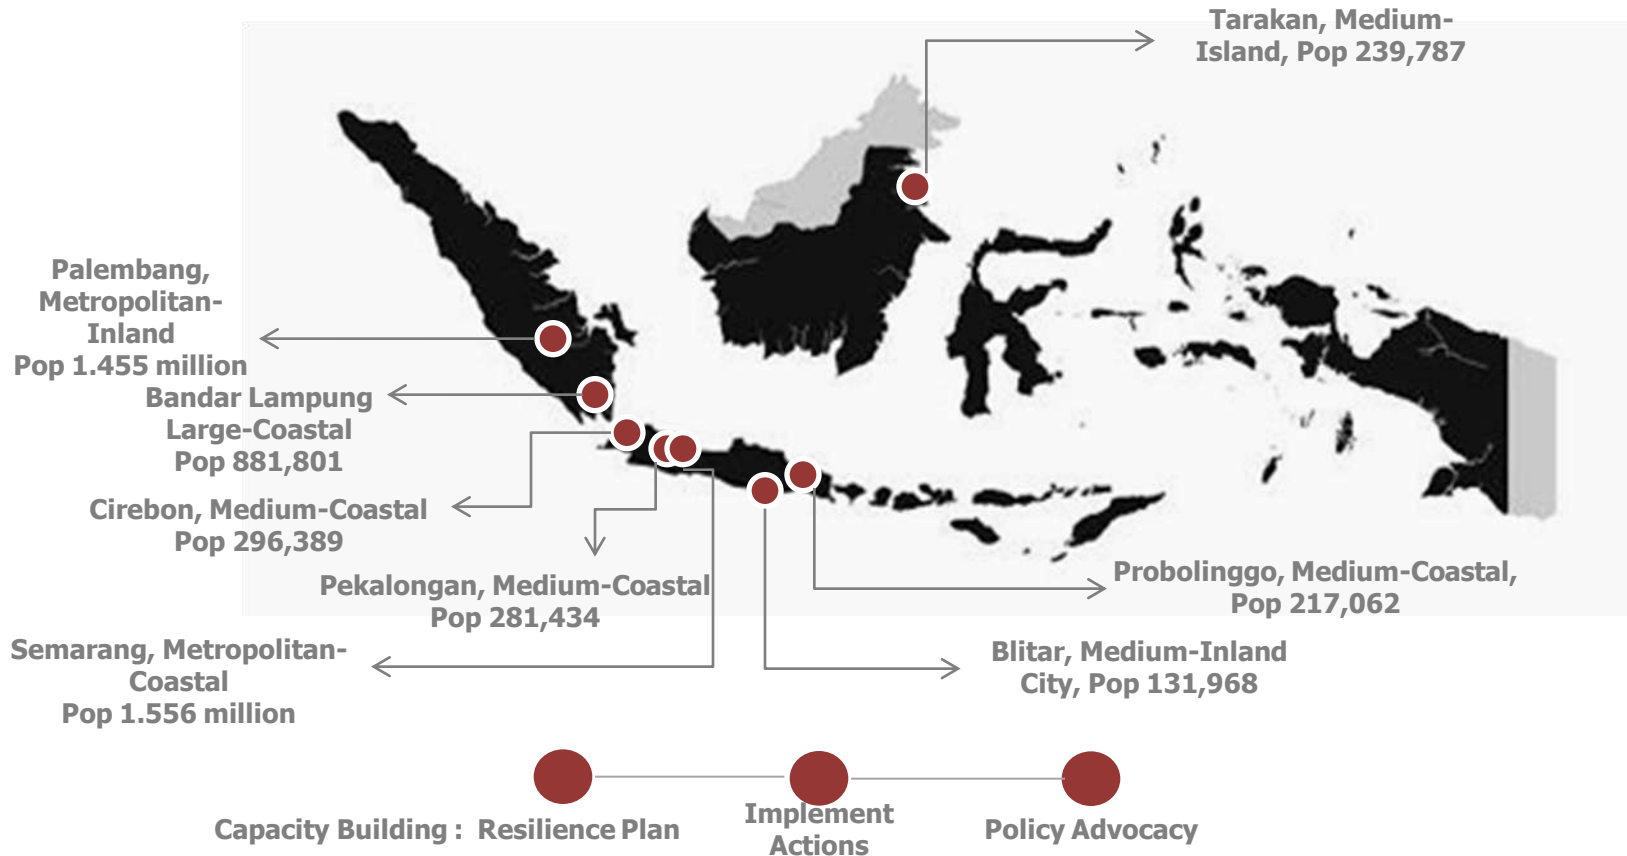 Tarakan, Medium-
Island, Pop 239,787
Palembang,
Metropolitan-
Inland
Pop 1.455 million
Bandar Lampung
Large-Coastal
Pop 881,801
Cirebon, Medium-Coastal
Pop 296,389
Pekalongan, Medium-Coastal
Pop 281,434
Probolinggo, Medium-Coastal,
Pop 217,062
Semarang, Metropolitan-
Coastal
Pop 1.556 million
Blitar, Medium-Inland
City, Pop 131,968
Capacity Building : Resilience Plan
Implement
Actions
Policy Advocacy